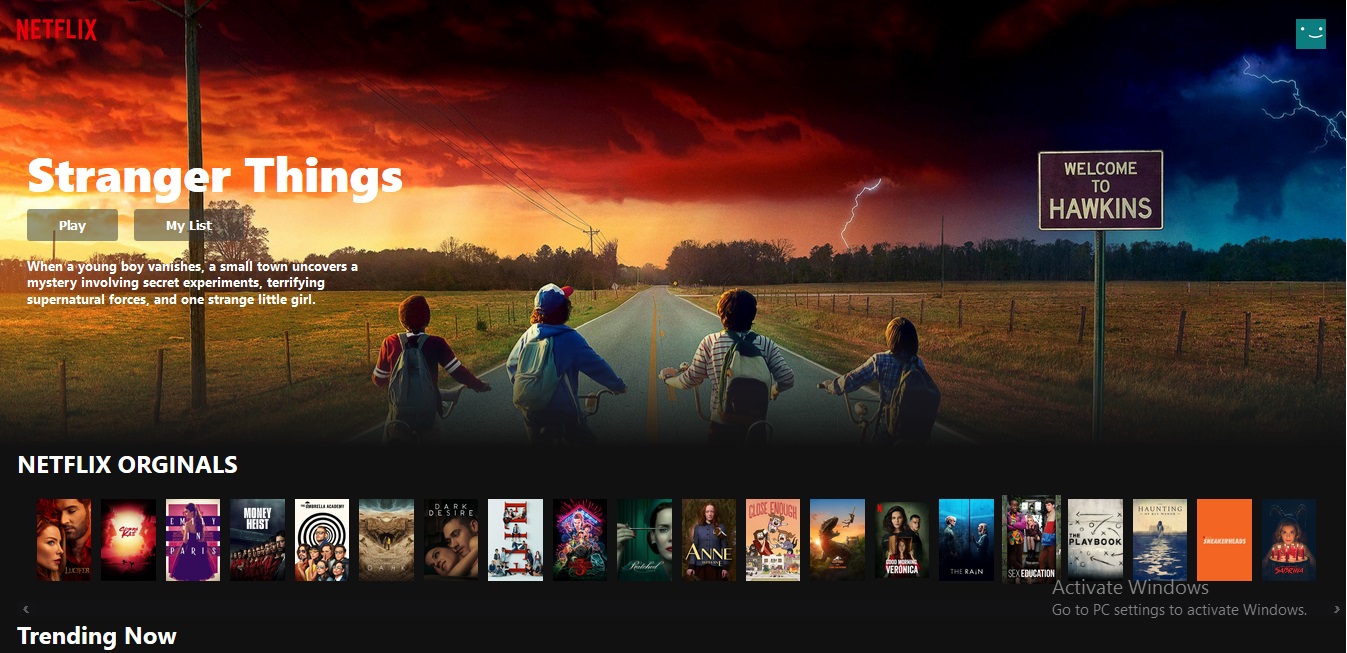 NETFLIX
WELCOME
TO
HAWKINS
Stranger Things
Play
My List
When a young boy vanishes, a small town uncovers a
mystery involving secret experiments, terrifying
supernatural forces, and one strange little girl.
NETFLIX ORGINALS
LUCIFER
EMILY
IN
PARIS
MONEY
HEIST
THE UMBRELLA ACADEMY
DARK
DARK
DESIRE
ELITE
Ratched
ANNE
CLOSE ENOUGH
GOOD MORNING,
VERÔNICA
THE RAIN
SEX EDUCATION
THE
PLAYBOOK
THE
HAUNTING
OF BLY MANOR
SNEAKERHEADS
SABRINA
Activate Windows
Go to PC settings to activate Windows.
‹
›
Trending Now